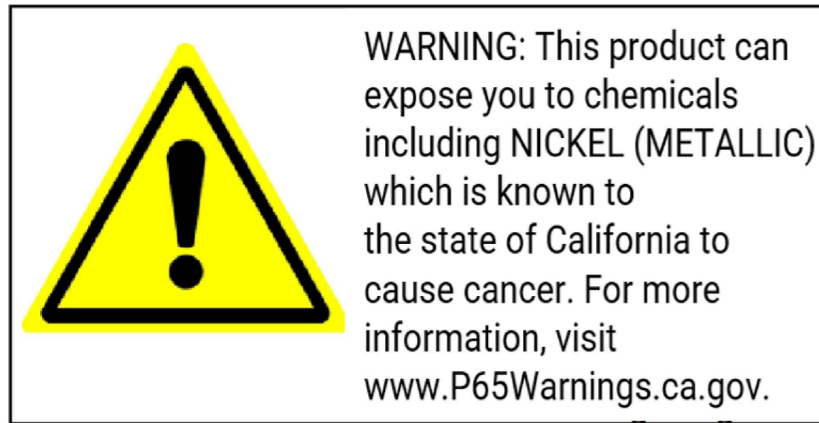 WARNING: This product can
expose you to chemicals
including NICKEL (METALLIC)
which is known to
the state of California to
cause cancer. For more
information, visit
www.P65Warnings.ca.gov.